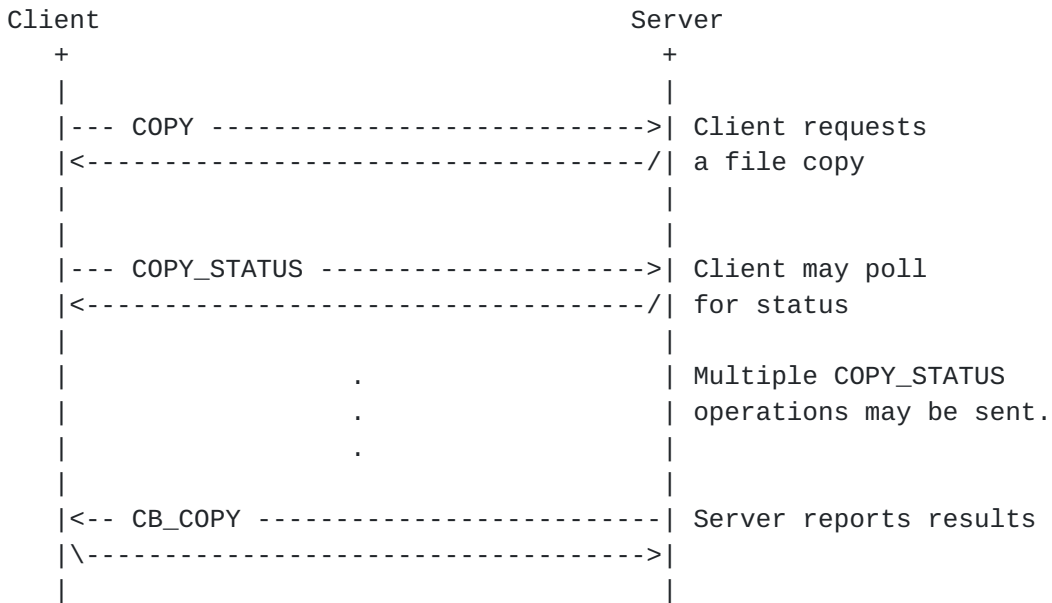 Client                                  Server
   +                                      +
   |                                      |
   |--- COPY ---------------------------->| Client requests
   |<------------------------------------/| a file copy
   |                                      |
   |                                      |
   |--- COPY_STATUS --------------------->| Client may poll
   |<------------------------------------/| for status
   |                                      |
   |                  .                   | Multiple COPY_STATUS
   |                  .                   | operations may be sent.
   |                  .                   |
   |                                      |
   |<-- CB_COPY --------------------------| Server reports results
   |\------------------------------------>|
   |                                      |